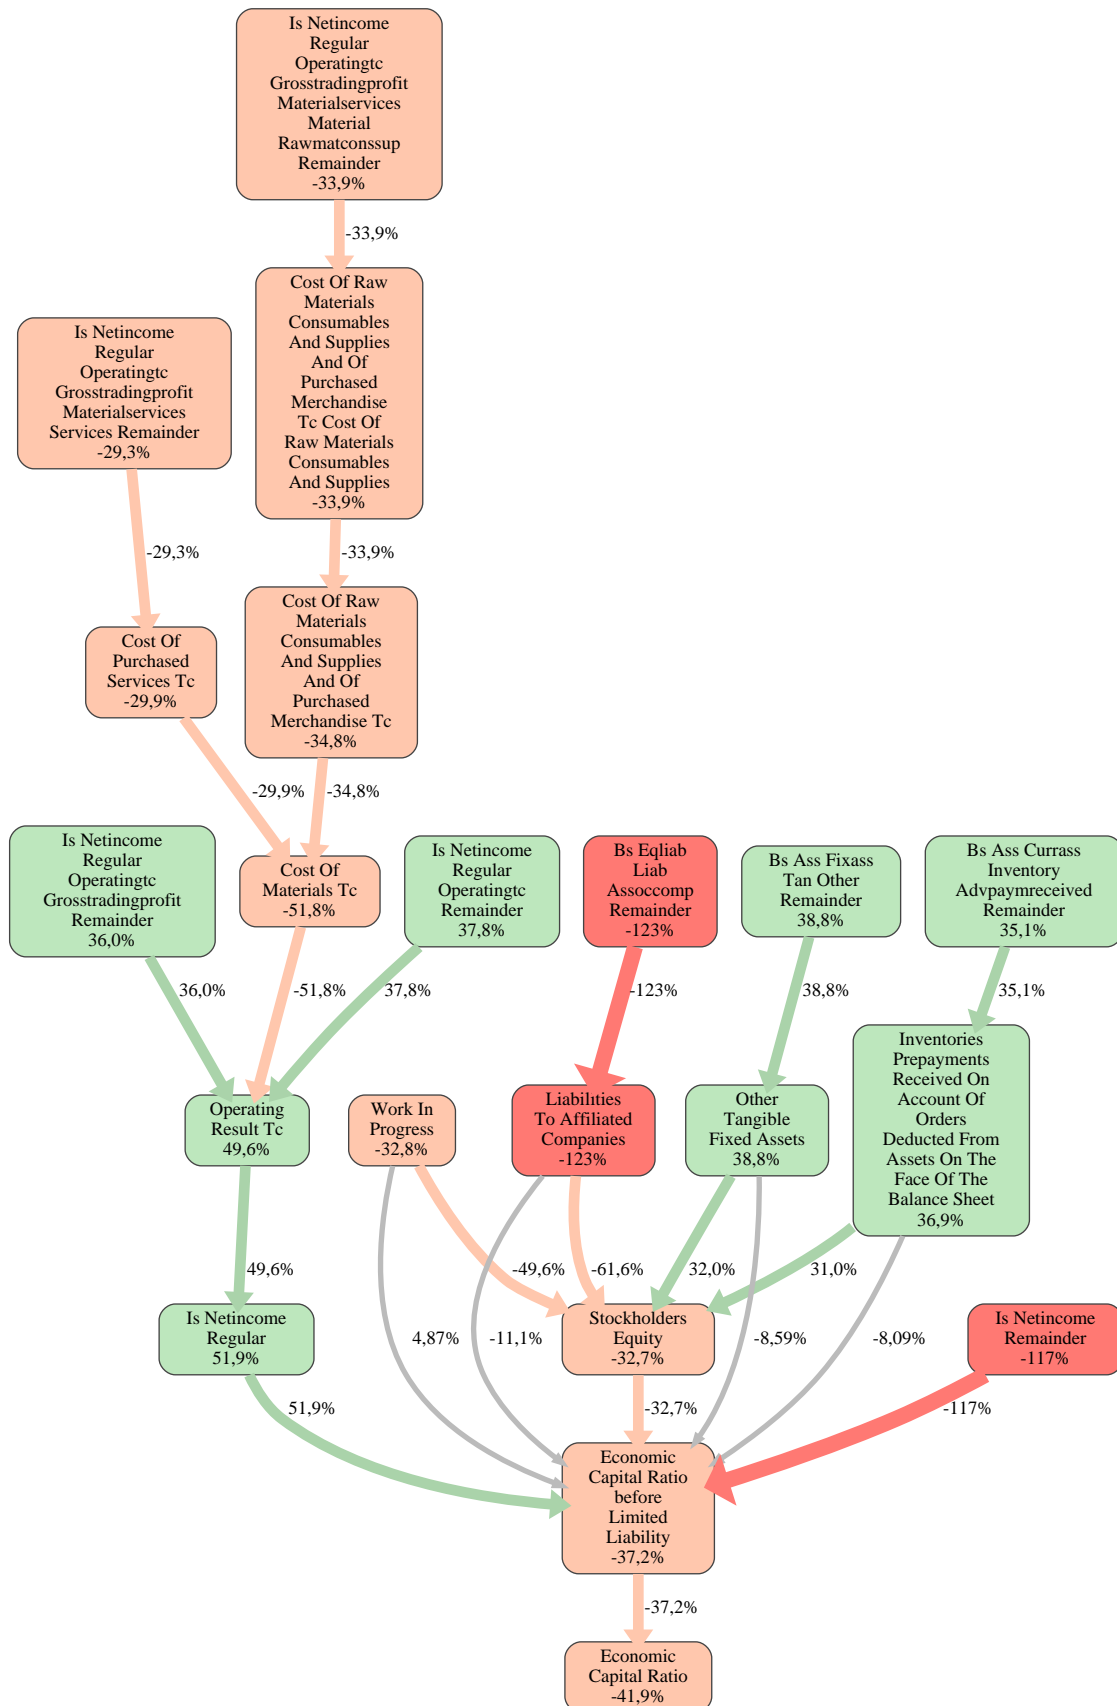 Is Netincome
Regular
Operatingtc
Grosstradingprofit
Materialservices
Material
Rawmatconssup
Remainder
-33,9%
-33,9%
Cost Of Raw
Materials
Consumables
And Supplies
And Of
Purchased
Merchandise
Tc Cost Of
Raw Materials
Consumables
And Supplies
-33,9%
Is Netincome
Regular
Operatingtc
Grosstradingprofit
Materialservices
Services Remainder
-29,3%
-29,3%
-33,9%
Cost Of
Purchased
Services Tc
-29,9%
Cost Of Raw
Materials
Consumables
And Supplies
And Of
Purchased
Merchandise Tc
-34,8%
-29,9%
-34,8%
Is Netincome
Regular
Operatingtc
Grosstradingprofit
Remainder
36,0%
Cost Of
Materials Tc
-51,8%
Is Netincome
Regular
Operatingtc
Remainder
37,8%
Bs Eqliab
Liab
Assoccomp
Remainder
-123%
Bs Ass Fixass
Tan Other
Remainder
38,8%
Bs Ass Currass
Inventory
Advpaymreceived
Remainder
35,1%
36,0%
-51,8%
37,8%
-123%
38,8%
35,1%
Operating
Result Tc
49,6%
Work In
Progress
-32,8%
Liabilities
To Affiliated
Companies
-123%
Other
Tangible
Fixed Assets
38,8%
Inventories
Prepayments
Received On
Account Of
Orders
Deducted From
Assets On The
Face Of The
Balance Sheet
36,9%
49,6%
-49,6%
-61,6%
32,0%
31,0%
Is Netincome
Regular
51,9%
4,87%
-11,1%
Stockholders
Equity
-32,7%
-8,59%
-8,09%
Is Netincome
Remainder
-117%
51,9%
-32,7%
-117%
Economic
Capital Ratio
before
Limited
Liability
-37,2%
-37,2%
Economic
Capital Ratio
-41,9%